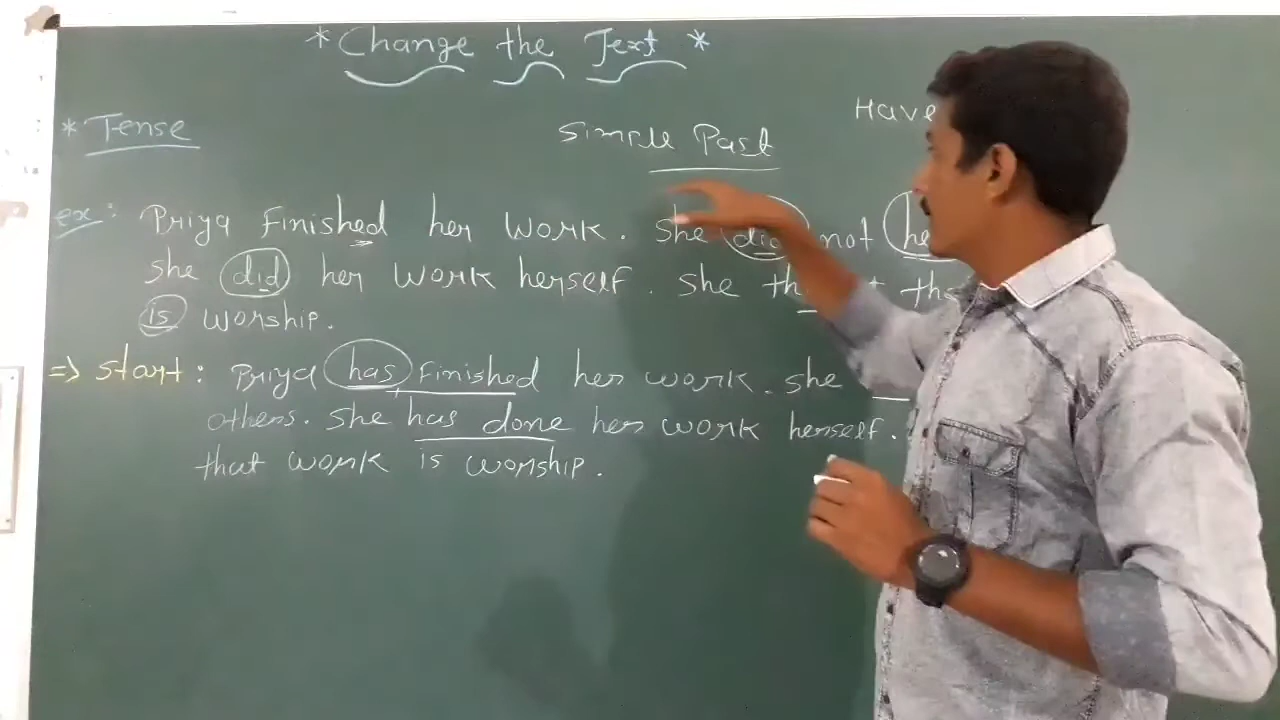 * Change the Text *
* Tense
Simple Past
Have
ex: Priya Finished her work. she did not he
she did her work herself. she
is worship.
=> start: Priya has finished her work. she
others. she has done her work herself.
that work is worship.